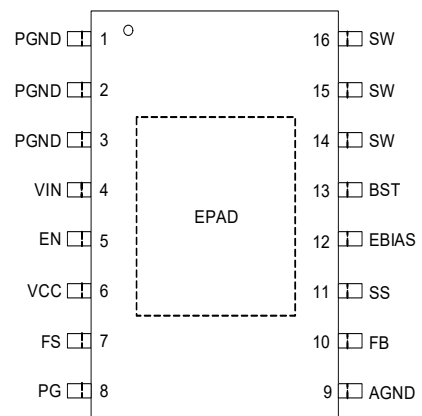 PGND 1 16 SW
PGND 2 15 SW
PGND 3 14 SW
VIN 4 13 BST
EPAD
EN 5 12 EBIAS
VCC 6 11 SS
FS 7 10 FB
PG 8 9 AGND